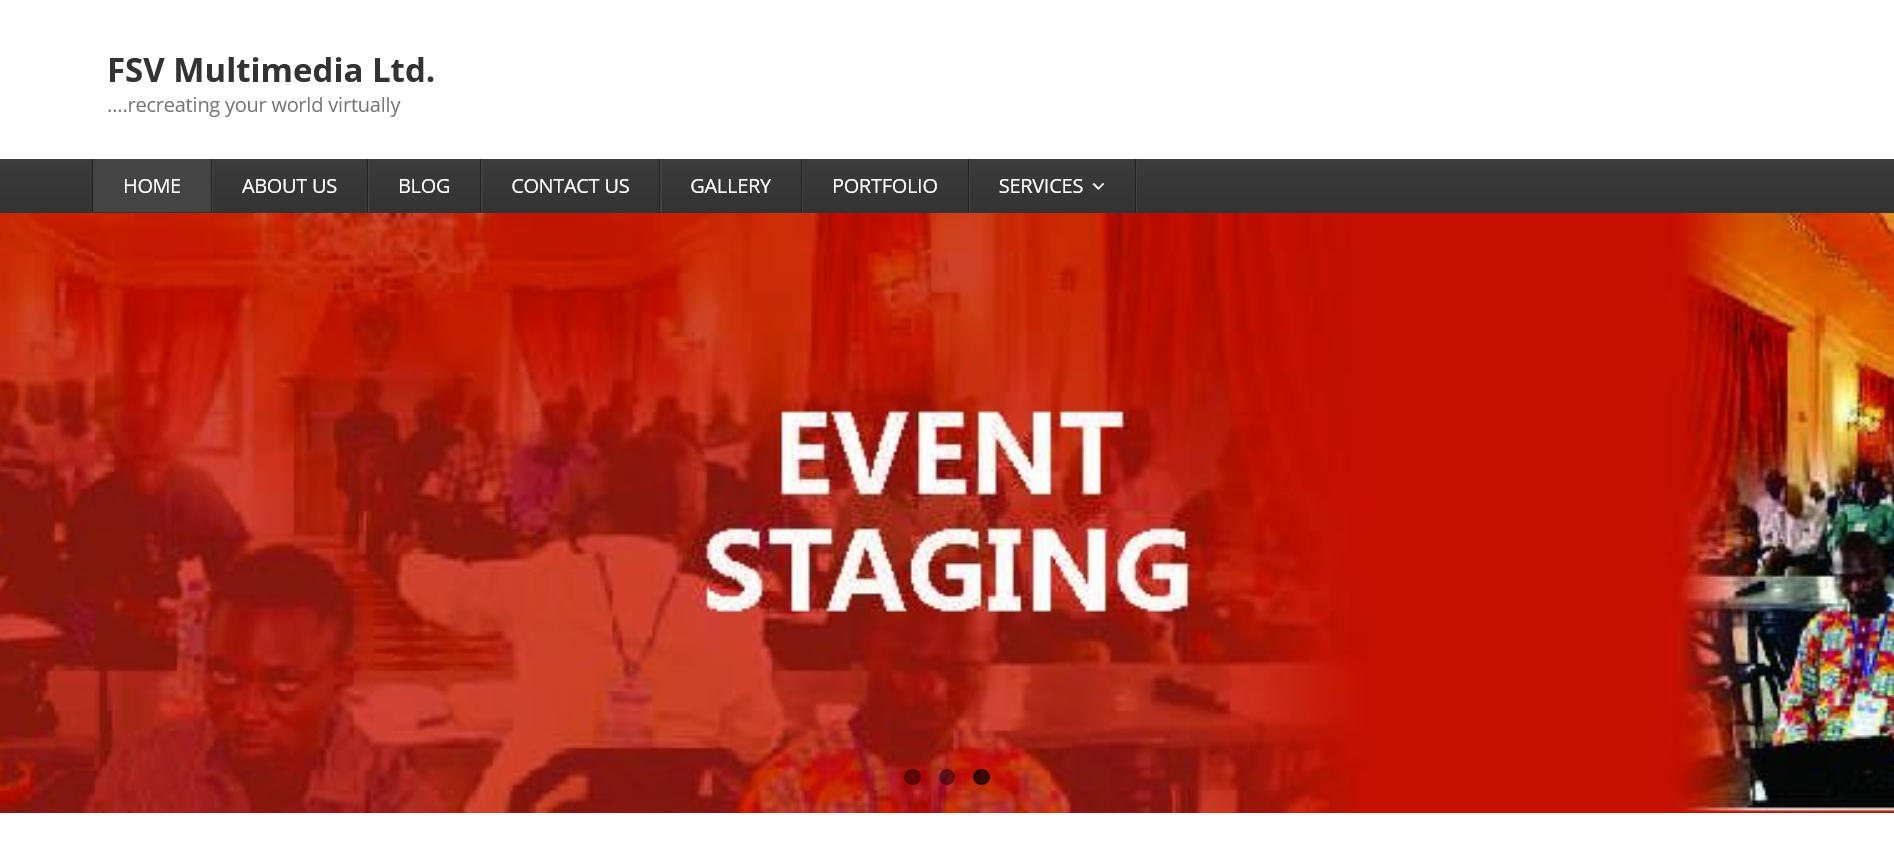 FSV Multimedia Ltd.
....recreating your world virtually
HOME ABOUT US BLOG CONTACT US GALLERY PORTFOLIO SERVICES
EVENT
STAGING